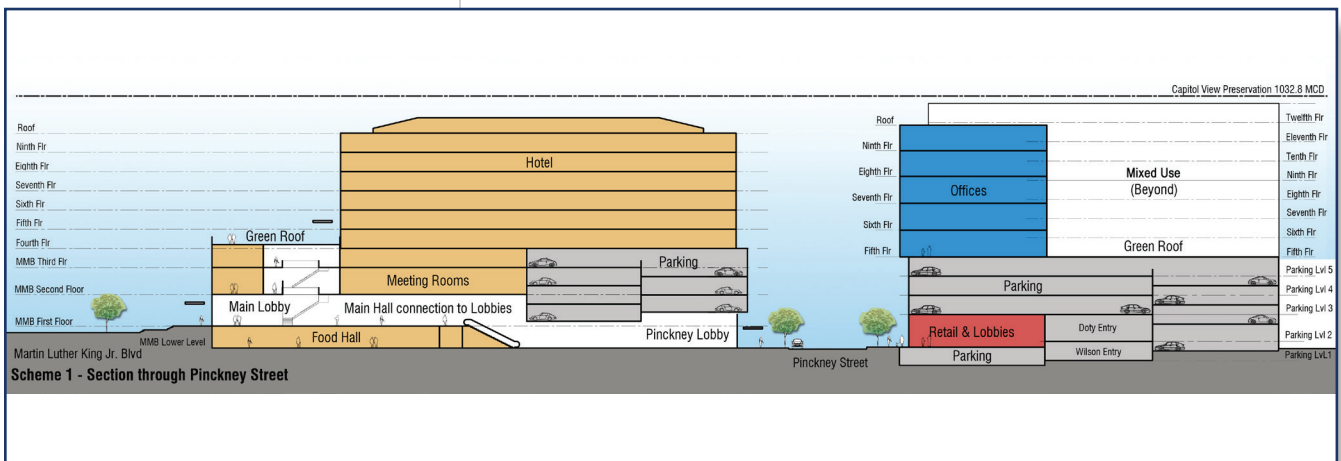 Capitol View Preservation 1032.8 MCD
Roof
Ninth Flr
Eighth Flr
Seventh Flr
Sixth Flr
Fifth Flr
Fourth Flr
MMB Third Flr
MMB Second Floor
MMB First Floor
MMB Lower Level
Martin Luther King Jr. Blvd
Hotel
Green Roof
Meeting Rooms
Parking
Main Lobby
Main Hall connection to Lobbies
Food Hall
Pinckney Lobby
Pinckney Street
Roof
Ninth Flr
Eighth Flr
Seventh Flr
Sixth Flr
Fifth Flr
Offices
Mixed Use
(Beyond)
Green Roof
Parking
Retail & Lobbies
Doty Entry
Wilson Entry
Parking
Twelfth Flr
Eleventh Flr
Tenth Flr
Ninth Flr
Eighth Flr
Seventh Flr
Sixth Flr
Fifth Flr
Parking Lvl 5
Parking Lvl 4
Parking Lvl 3
Parking Lvl 2
Parking LvL1
Scheme 1 - Section through Pinckney Street